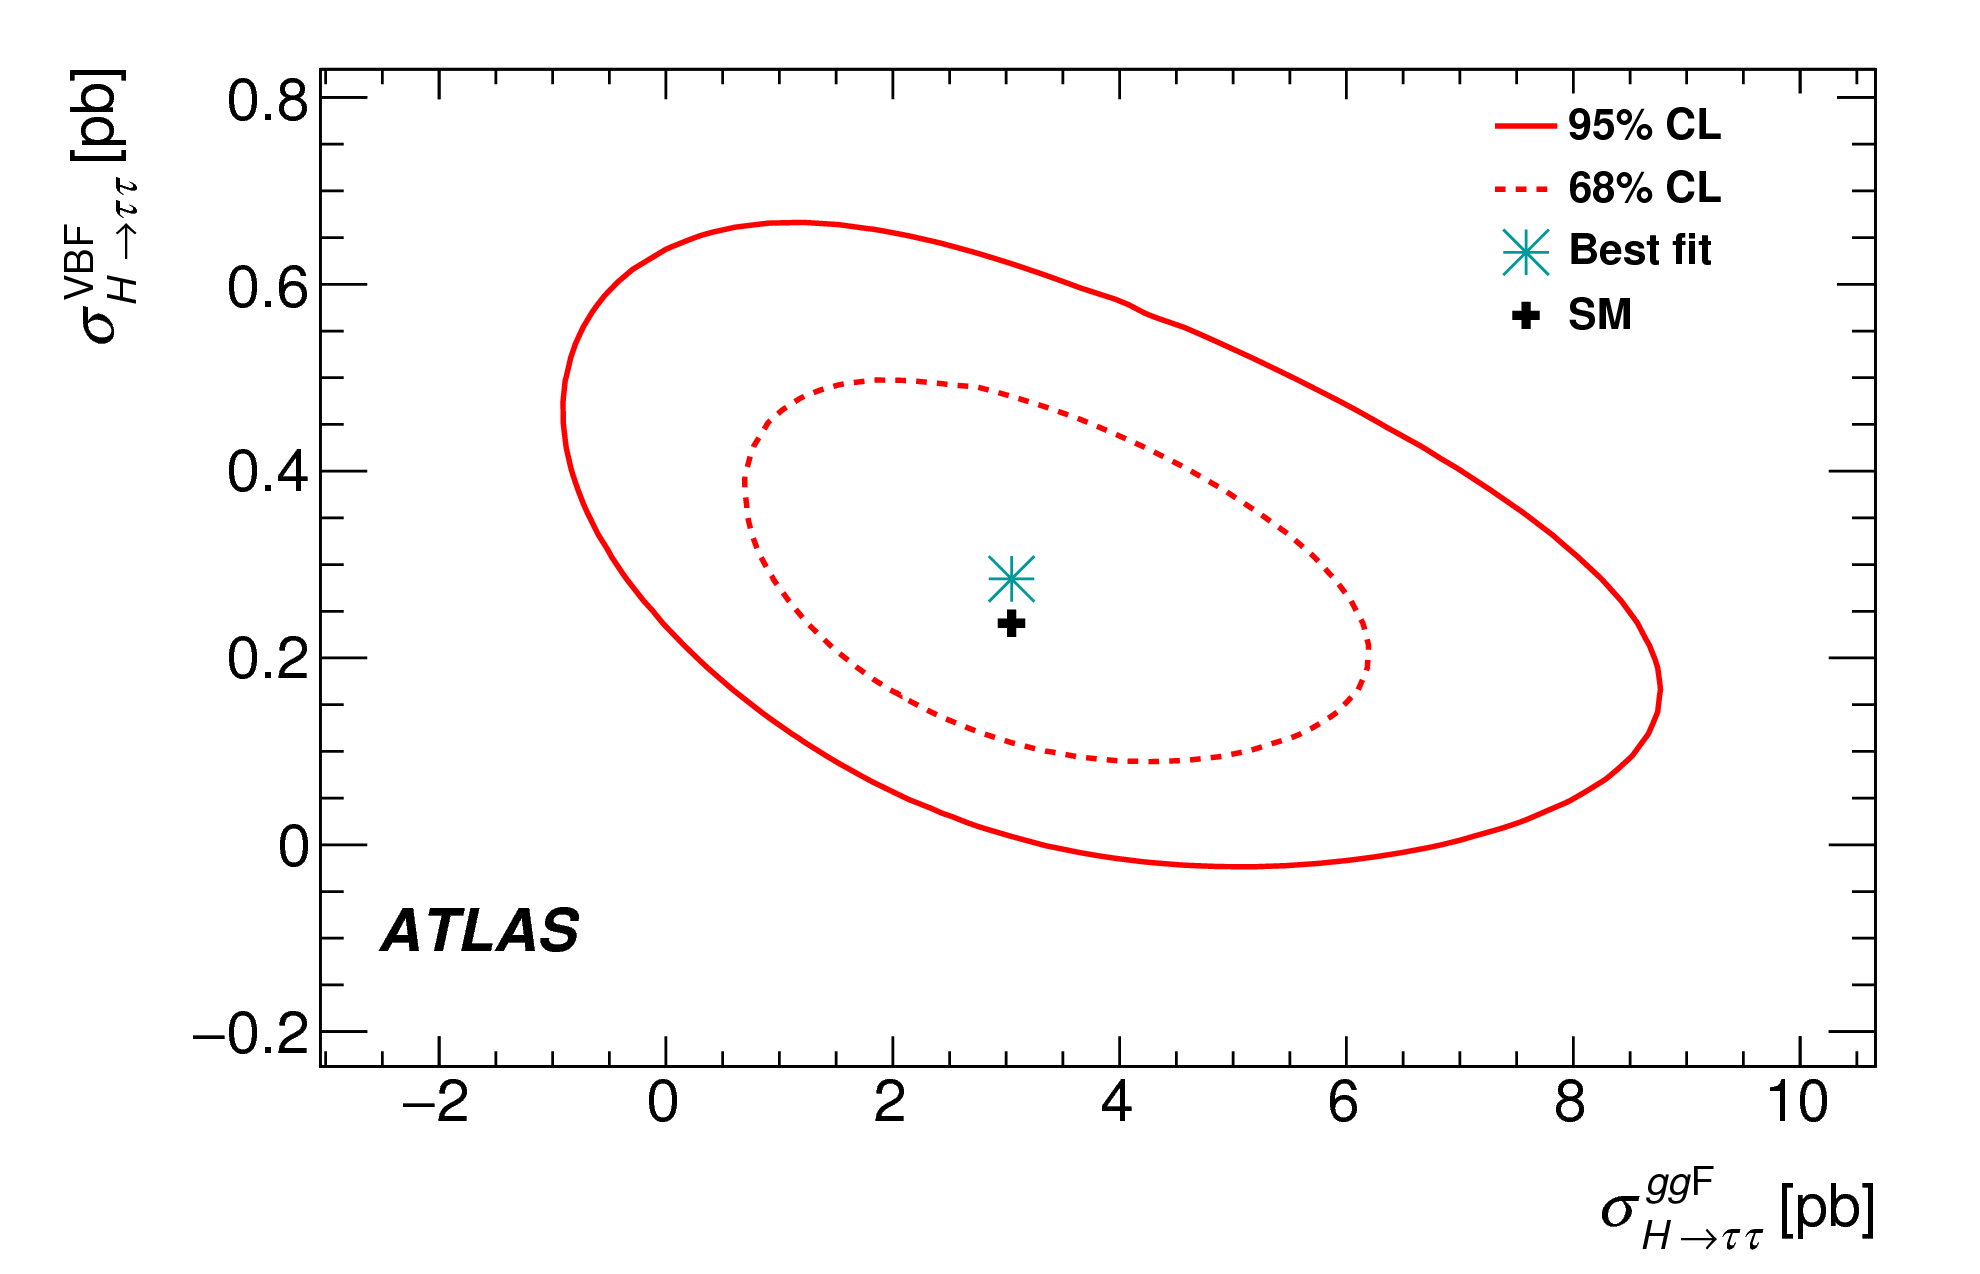 σ^VBF_H→ττ [pb]
0.8
0.6
0.4
0.2
0
−0.2
95% CL
68% CL
Best fit
SM
ATLAS
−2 0 2 4 6 8 10
σ^ggF_H→ττ [pb]